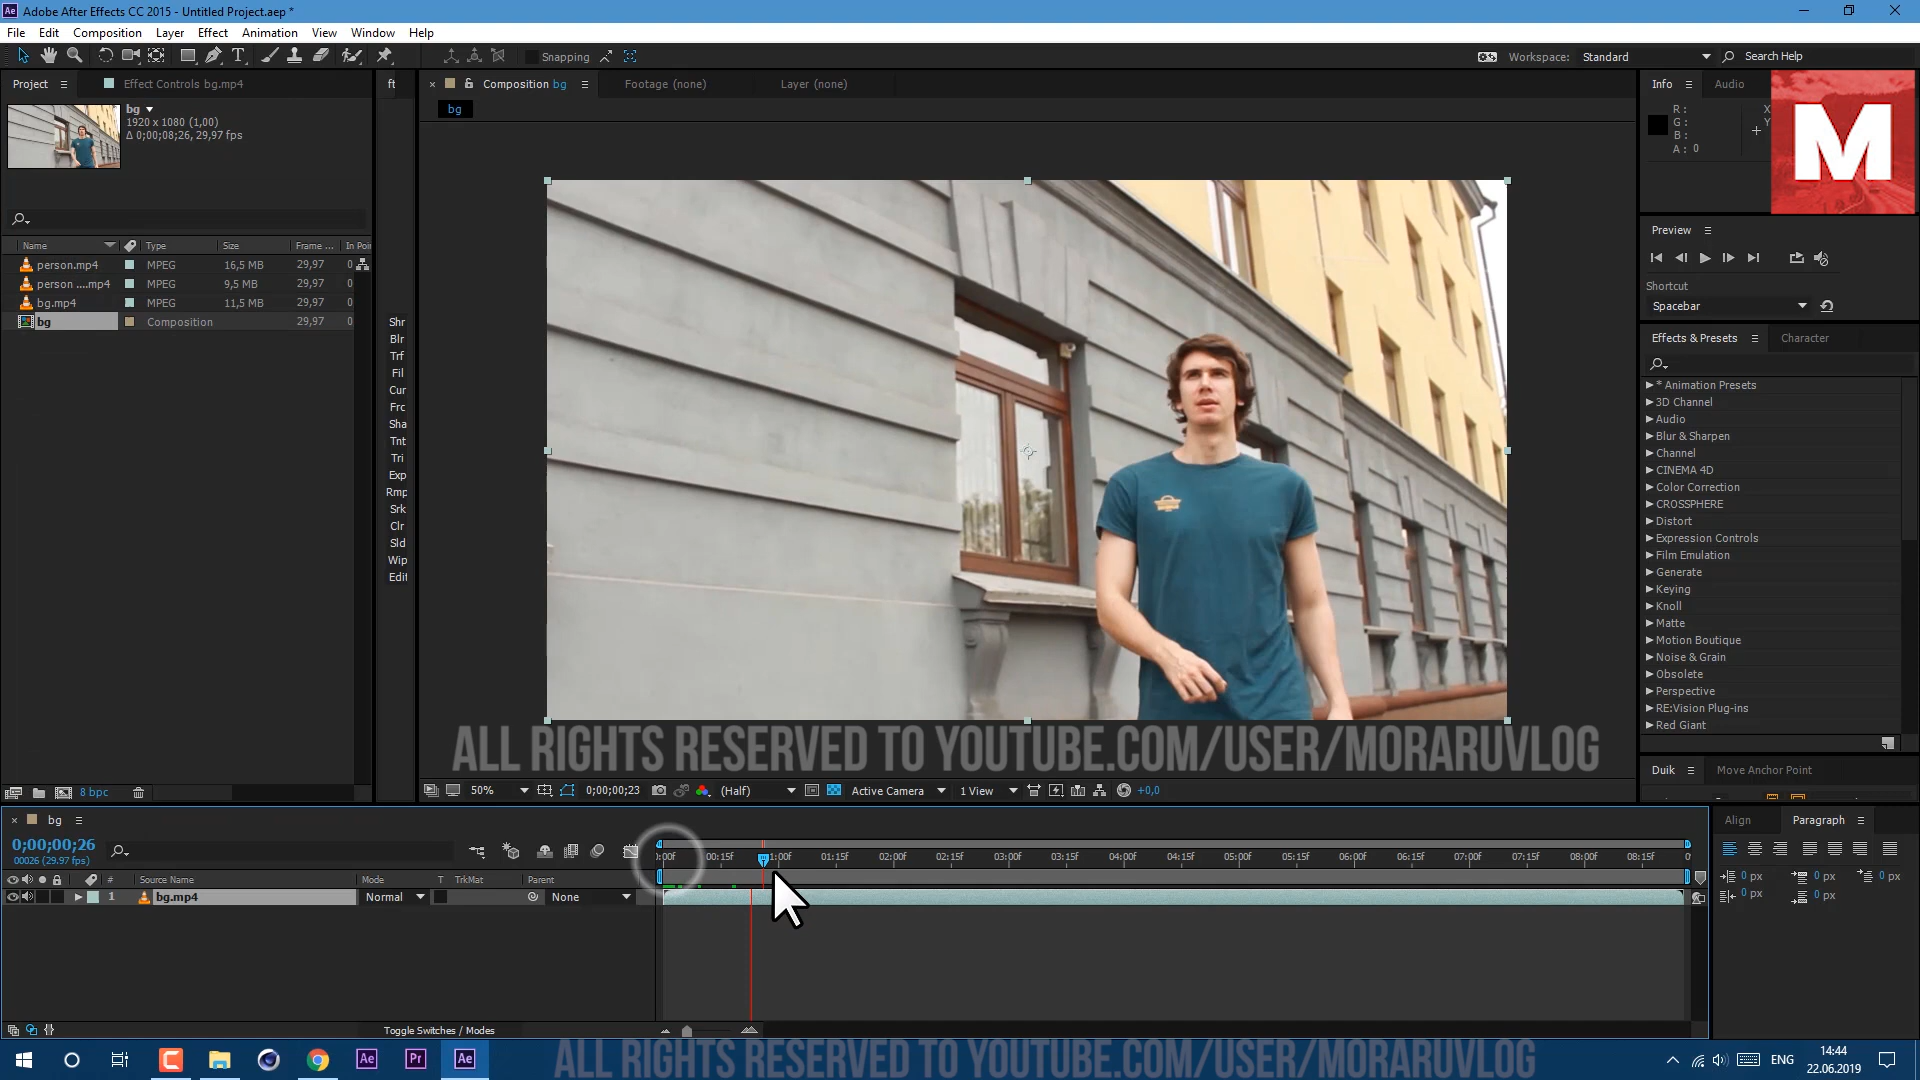 Adobe After Effects CC 2015 - Untitled Project.aep *
File Edit Composition Layer Effect Animation View Window Help
Snapping
Workspace: Standard
Search Help
Project
Effect Controls bg.mp4
bg
1920 x 1080 (1,00)
Δ 0;00;08;26, 29,97 fps
Name Type Size Frame ... In Poi
person.mp4 MPEG 16,5 MB 29,97 0
person ....mp4 MPEG 9,5 MB 29,97 0
bg.mp4 MPEG 11,5 MB 29,97 0
bg Composition 29,97 0
8 bpc
ft
Shr
Blr
Trf
Fil
Cur
Frc
Sha
Tnt
Tri
Exp
Rmp
Srk
Clr
Sld
Wip
Edit
Composition bg
Footage (none)
Layer (none)
bg
ALL RIGHTS RESERVED TO YOUTUBE.COM/USER/MORARUVLOG
50%
0;00;00;23
(Half)
Active Camera
1 View
+0,0
Info
Audio
R :
G :
B :
A : 0
X
Y
M
Preview
Shortcut
Spacebar
Effects & Presets
Character
* Animation Presets
3D Channel
Audio
Blur & Sharpen
Channel
CINEMA 4D
Color Correction
CROSSPHERE
Distort
Expression Controls
Film Emulation
Generate
Keying
Knoll
Matte
Motion Boutique
Noise & Grain
Obsolete
Perspective
RE:Vision Plug-ins
Red Giant
Duik
Move Anchor Point
bg
0;00;00;26
00026 (29.97 fps)
# Source Name Mode T TrkMat Parent
1 bg.mp4 Normal None
):00f 00:15f 1:00f 01:15f 02:00f 02:15f 03:00f 03:15f 04:00f 04:15f 05:00f 05:15f 06:00f 06:15f 07:00f 07:15f 08:00f 08:15f 0
Toggle Switches / Modes
Align
Paragraph
0 px 0 px 0 px
0 px 0 px
Ae
Pr
Ae
ALL RIGHTS RESERVED TO YOUTUBE.COM/USER/MORARUVLOG
ENG
14:44
22.06.2019